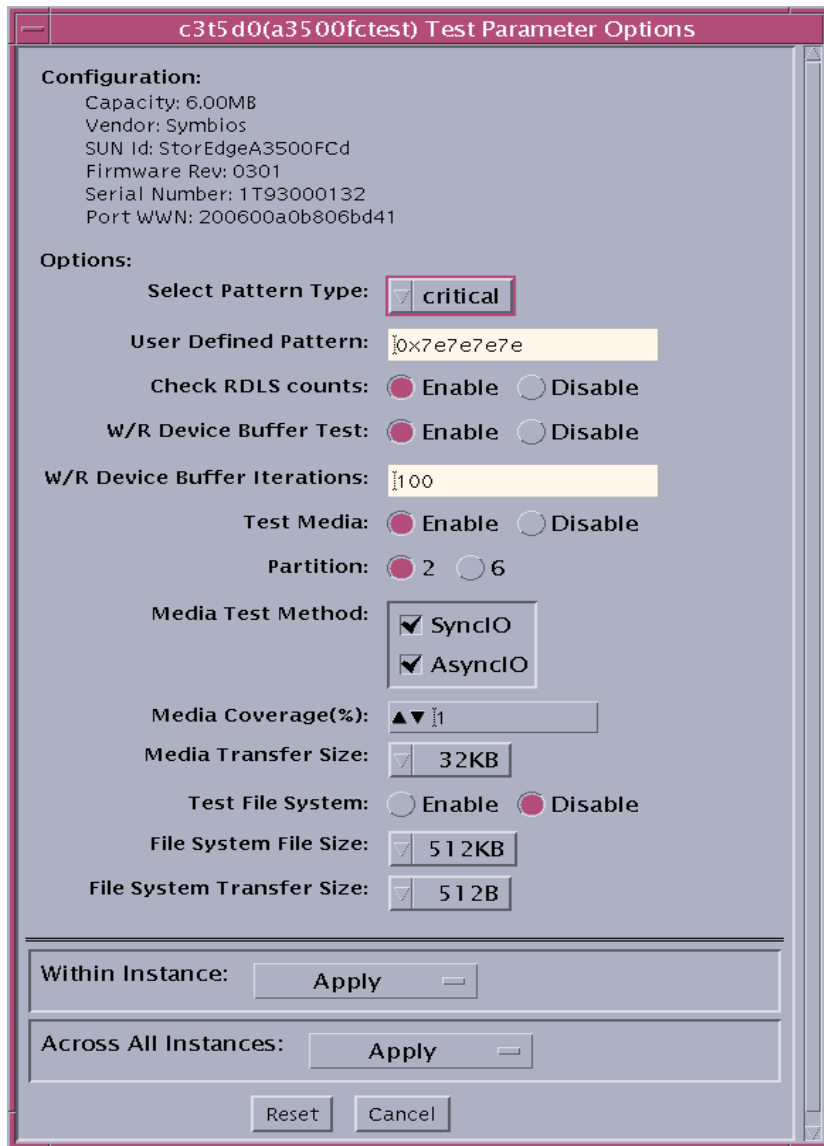 c3t5d0(a3500fctest) Test Parameter Options
Configuration:
Capacity: 6.00MB
Vendor: Symbios
SUN Id: StorEdgeA3500FCd
Firmware Rev: 0301
Serial Number: 1T93000132
Port WWN: 200600a0b806bd41
Options:
Select Pattern Type: critical
User Defined Pattern: 0x7e7e7e7e
Check RDLS counts: Enable Disable
W/R Device Buffer Test: Enable Disable
W/R Device Buffer Iterations: 100
Test Media: Enable Disable
Partition: 2 6
Media Test Method: SyncIO
AsyncIO
Media Coverage(%): 1
Media Transfer Size: 32KB
Test File System: Enable Disable
File System File Size: 512KB
File System Transfer Size: 512B
Within Instance: Apply
Across All Instances: Apply
Reset Cancel